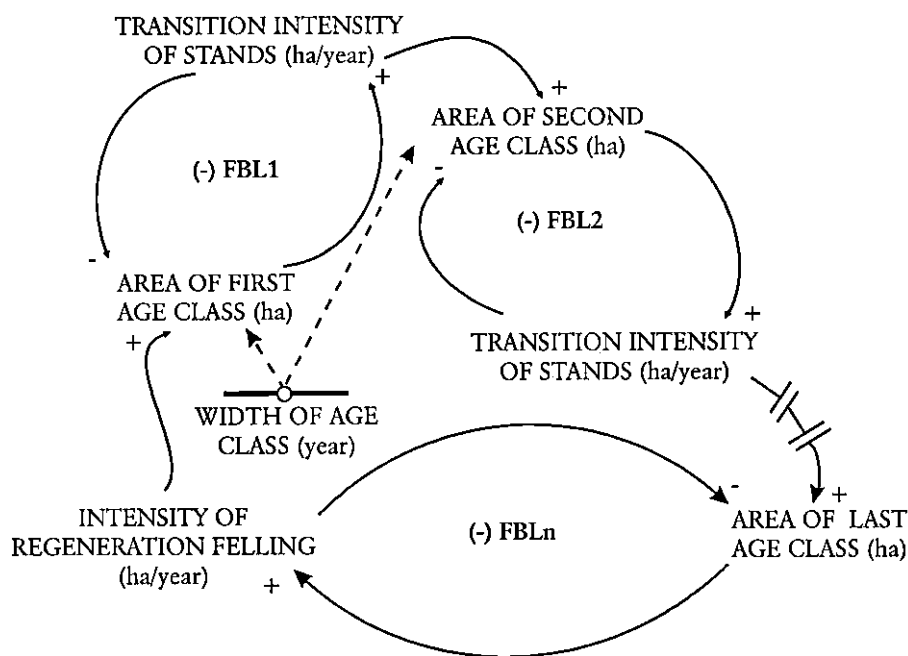 TRANSITION INTENSITY
OF STANDS (ha/year)
+
+
AREA OF SECOND
AGE CLASS (ha)
-
(-) FBL1
(-) FBL2
-
AREA OF FIRST
AGE CLASS (ha)
+
+
TRANSITION INTENSITY
OF STANDS (ha/year)
WIDTH OF AGE
CLASS (year)
-
+
INTENSITY OF
REGENERATION FELLING
(ha/year)
+
(-) FBLn
AREA OF LAST
AGE CLASS (ha)